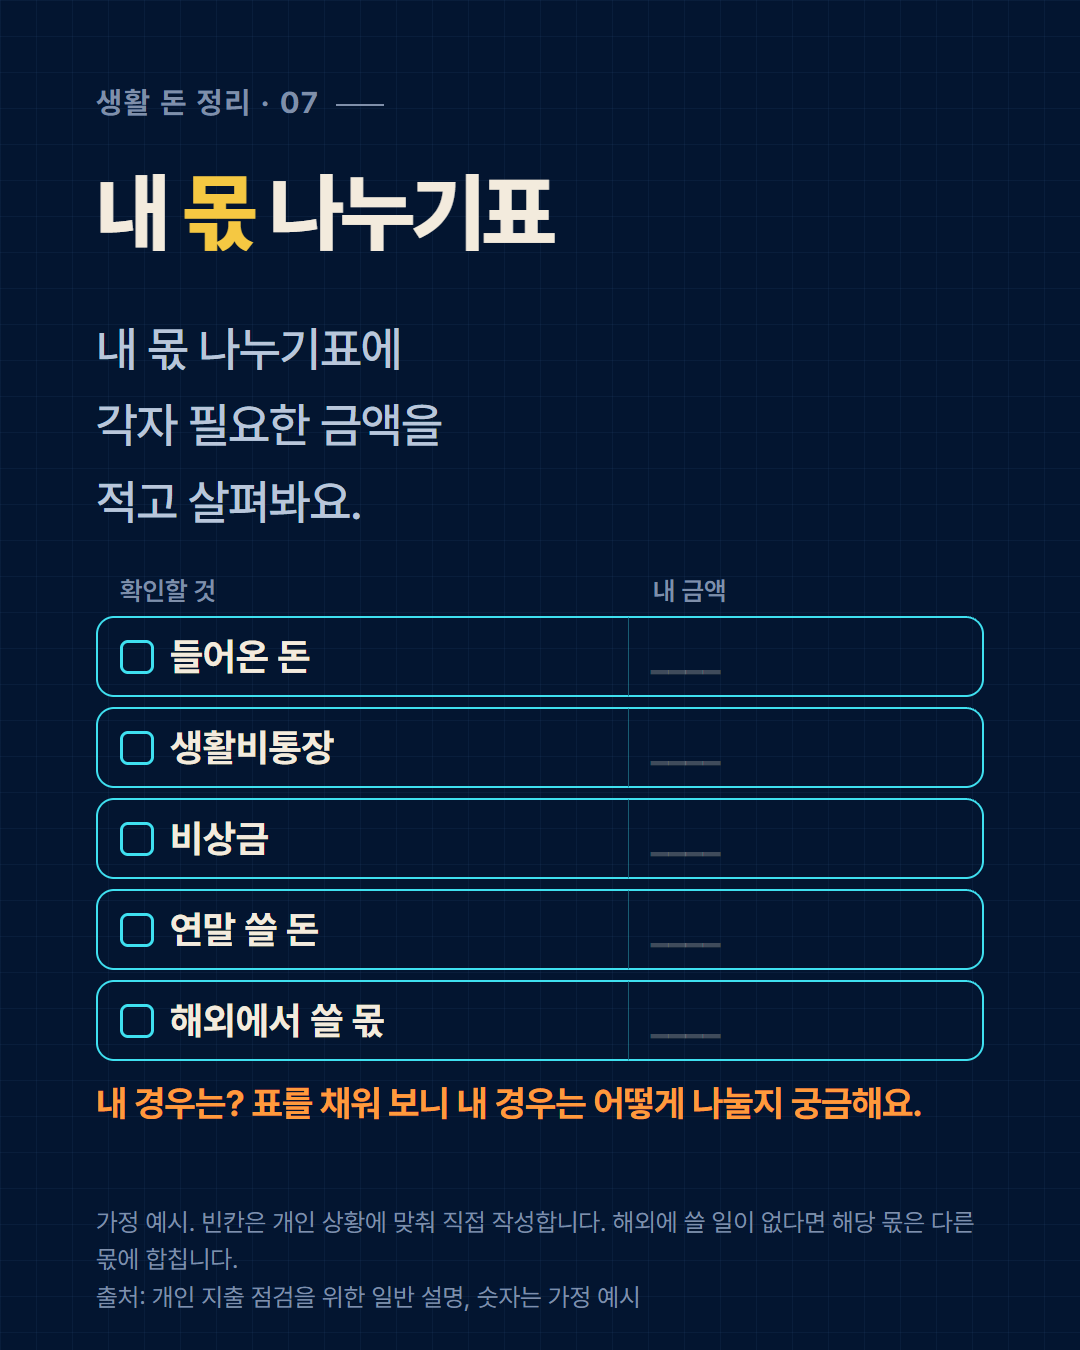 생활 돈 정리 · 07 —
내 몫 나누기표
내 몫 나누기표에
각자 필요한 금액을
적고 살펴봐요.
확인할 것 내 금액
들어온 돈 ____
생활비통장 ____
비상금 ____
연말 쓸 돈 ____
해외에서 쓸 몫 ____
내 경우는? 표를 채워 보니 내 경우는 어떻게 나눌지 궁금해요.
가정 예시. 빈칸은 개인 상황에 맞춰 직접 작성합니다. 해외에 쓸 일이 없다면 해당 몫은 다른
몫에 합칩니다.
출처: 개인 지출 점검을 위한 일반 설명, 숫자는 가정 예시